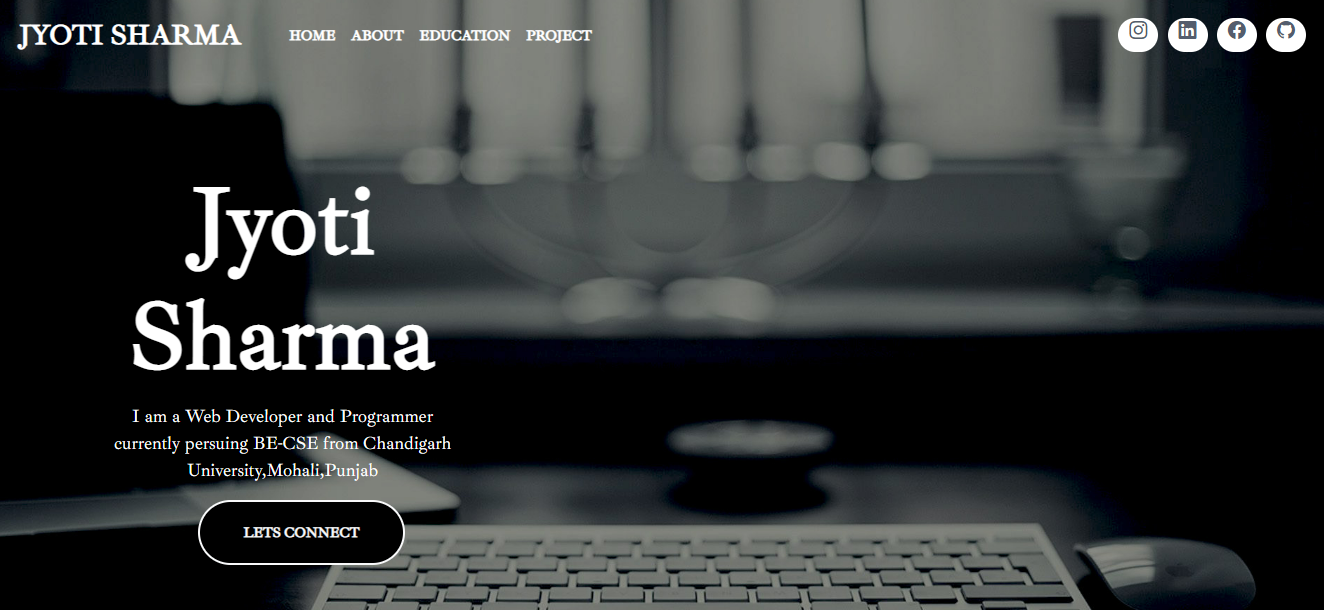 JYOTI SHARMA HOME ABOUT EDUCATION PROJECT
Jyoti
Sharma
I am a Web Developer and Programmer
currently persuing BE-CSE from Chandigarh
University,Mohali,Punjab
LETS CONNECT